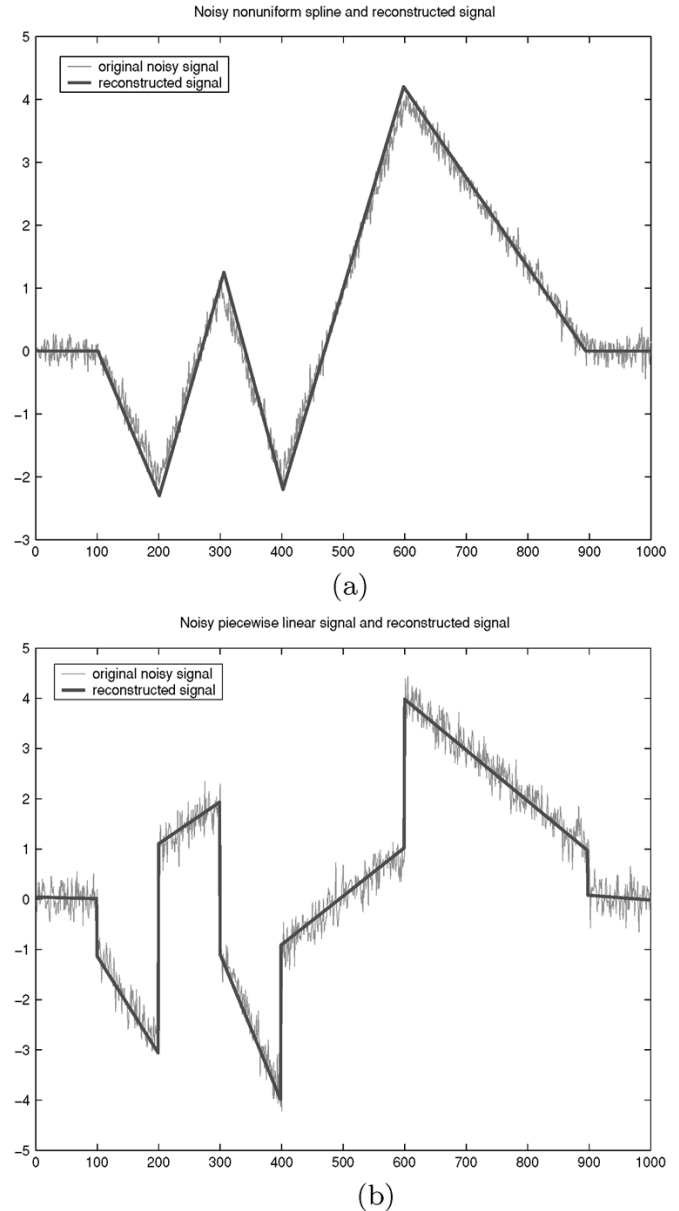 Noisy nonuniform spline and reconstructed signal
5
original noisy signal
reconstructed signal
4
3
2
1
0
-1
-2
-3
0 100 200 300 400 500 600 700 800 900 1000
(a)
Noisy piecewise linear signal and reconstructed signal
5
original noisy signal
reconstructed signal
4
3
2
1
0
-1
-2
-3
-4
-5
0 100 200 300 400 500 600 700 800 900 1000
(b)